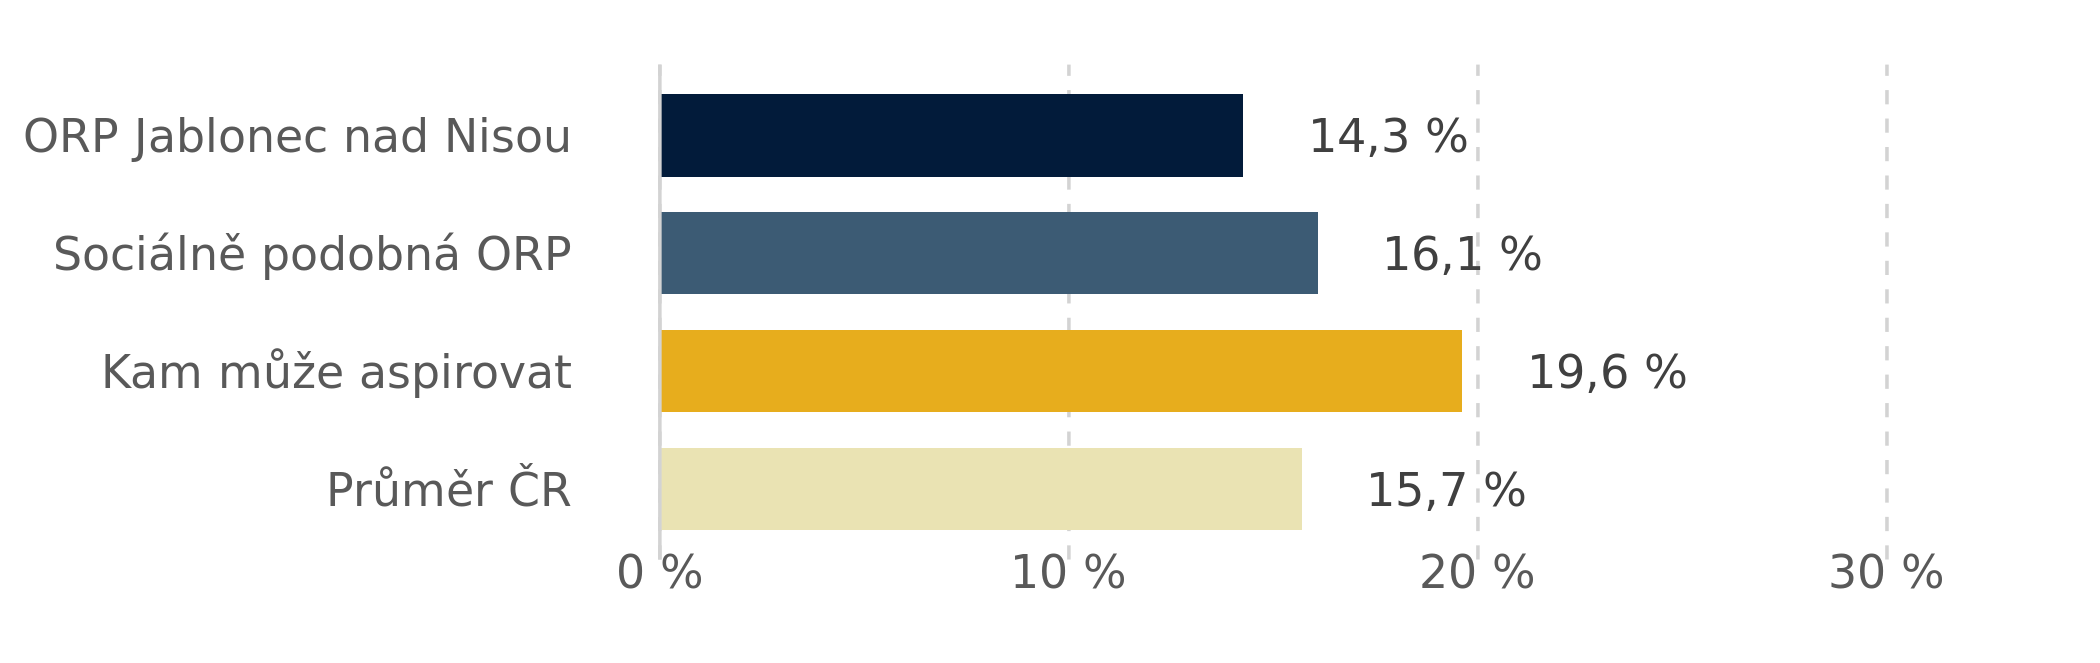 ORP Jablonec nad Nisou 14,3 %
Sociálně podobná ORP 16,1 %
Kam může aspirovat 19,6 %
Průměr ČR 15,7 %
0 % 10 % 20 % 30 %